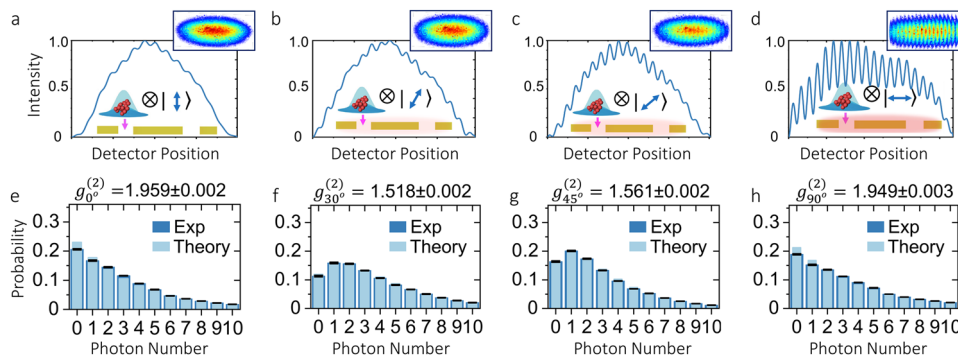 a b c d
Intensity
1.0 1.0 1.0 1.0
0.5 0.5 0.5 0.5
0 0 0 0
⊗|↕⟩ ⊗|⤢⟩ ⊗|⤢⟩ ⊗|↔⟩
Detector Position Detector Position Detector Position Detector Position
e g_{0^o}^{(2)}=1.959±0.002 f g_{30^o}^{(2)}=1.518±0.002 g g_{45^o}^{(2)}=1.561±0.002 h g_{90^o}^{(2)}=1.949±0.003
Probability
0.3 Exp 0.3 Exp 0.3 Exp 0.3 Exp
0.2 Theory 0.2 Theory 0.2 Theory 0.2 Theory
0.1 0.1 0.1 0.1
0 0 0 0
0 1 2 3 4 5 6 7 8 9 10 0 1 2 3 4 5 6 7 8 9 10 0 1 2 3 4 5 6 7 8 9 10 0 1 2 3 4 5 6 7 8 9 10
Photon Number Photon Number Photon Number Photon Number